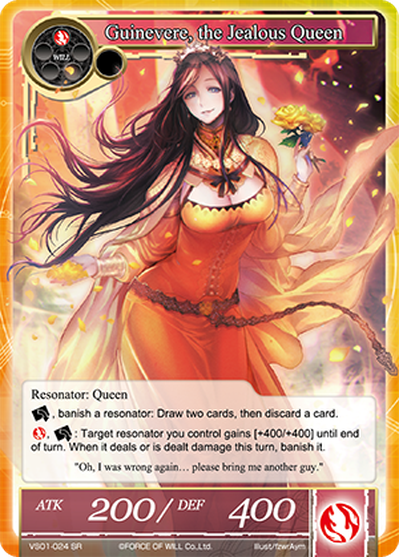 Guinevere, the Jealous Queen
WILL
Resonator: Queen
, banish a resonator: Draw two cards, then discard a card.
, : Target resonator you control gains [+400/+400] until end
of turn. When it deals or is dealt damage this turn, banish it.
"Oh, I was wrong again… please bring me another guy."
ATK 200/ DEF 400
VS01-024 SR ©FORCE OF WILL Co.,Ltd. Illust/fzwrAym